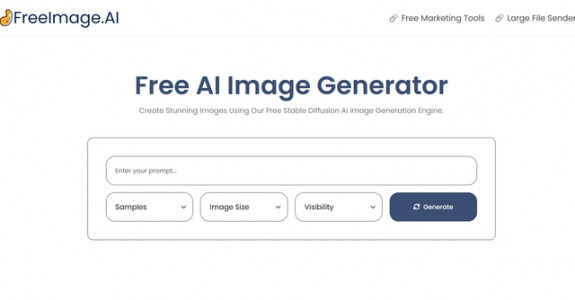 FreeImage.AI
Free Marketing Tools
Large File Sender
Free AI Image Generator
Create Stunning Images Using Our Free Stable Diffusion AI Image Generation Engine.
Enter your prompt...
Samples
Image Size
Visibility
Generate